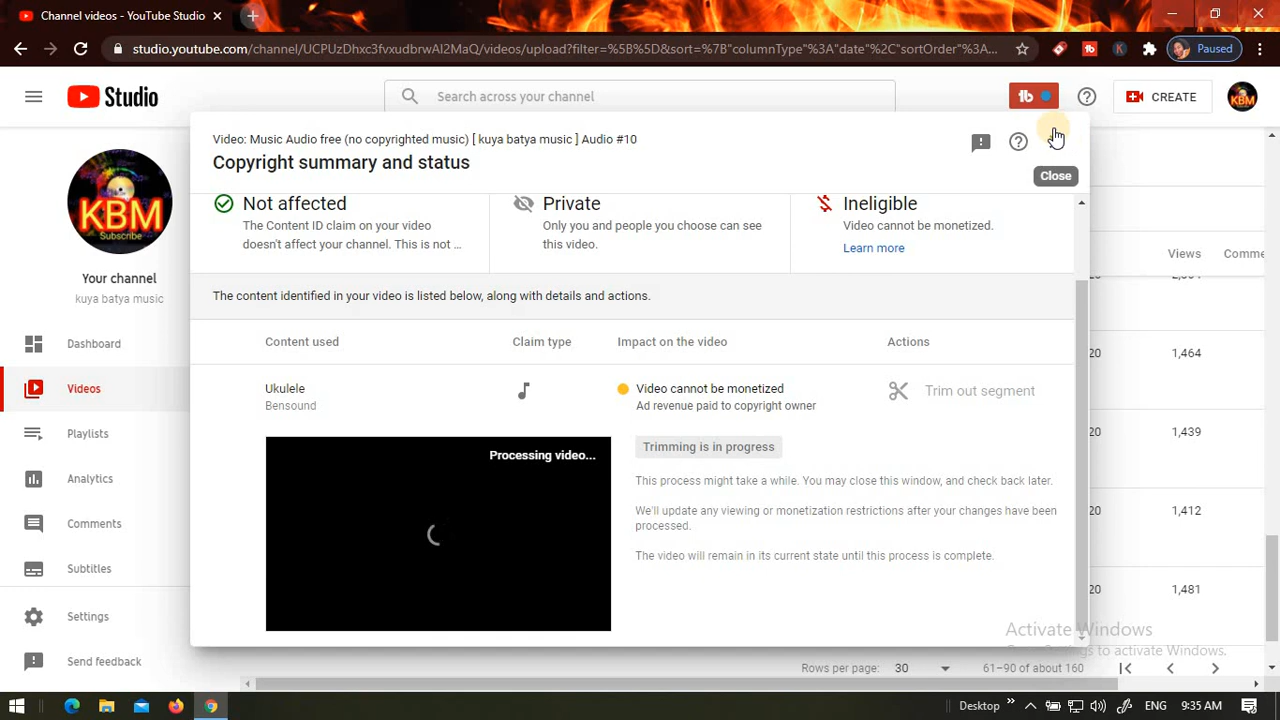 Channel videos - YouTube Studio
studio.youtube.com/channel/UCPUzDhxc3fvxudbrwAI2MaQ/videos/upload?filter=%5B%5D&sort=%7B"columnType"%3A"date"%2C"sortOrder"%3A...
Paused
Studio
Search across your channel
tb
CREATE
KBM
Video: Music Audio free (no copyrighted music) [ kuya batya music ] Audio #10
Copyright summary and status
Close
KBM
Subscribe
Your channel
kuya batya music
Dashboard
Videos
Playlists
Analytics
Comments
Subtitles
Settings
Send feedback
Not affected
The Content ID claim on your video
doesn't affect your channel. This is not ...
Private
Only you and people you choose can see
this video.
Ineligible
Video cannot be monetized.
Learn more
The content identified in your video is listed below, along with details and actions.
Content used
Claim type
Impact on the video
Actions
Ukulele
Bensound
Video cannot be monetized
Ad revenue paid to copyright owner
Trim out segment
Processing video...
Trimming is in progress
This process might take a while. You may close this window, and check back later.
We'll update any viewing or monetization restrictions after your changes have been
processed.
The video will remain in its current state until this process is complete.
Views
Comme
20
1,464
20
1,439
20
1,412
20
1,481
Activate Windows
to activate Windows.
Rows per page:
30
61–90 of about 160
Desktop
ENG
9:35 AM